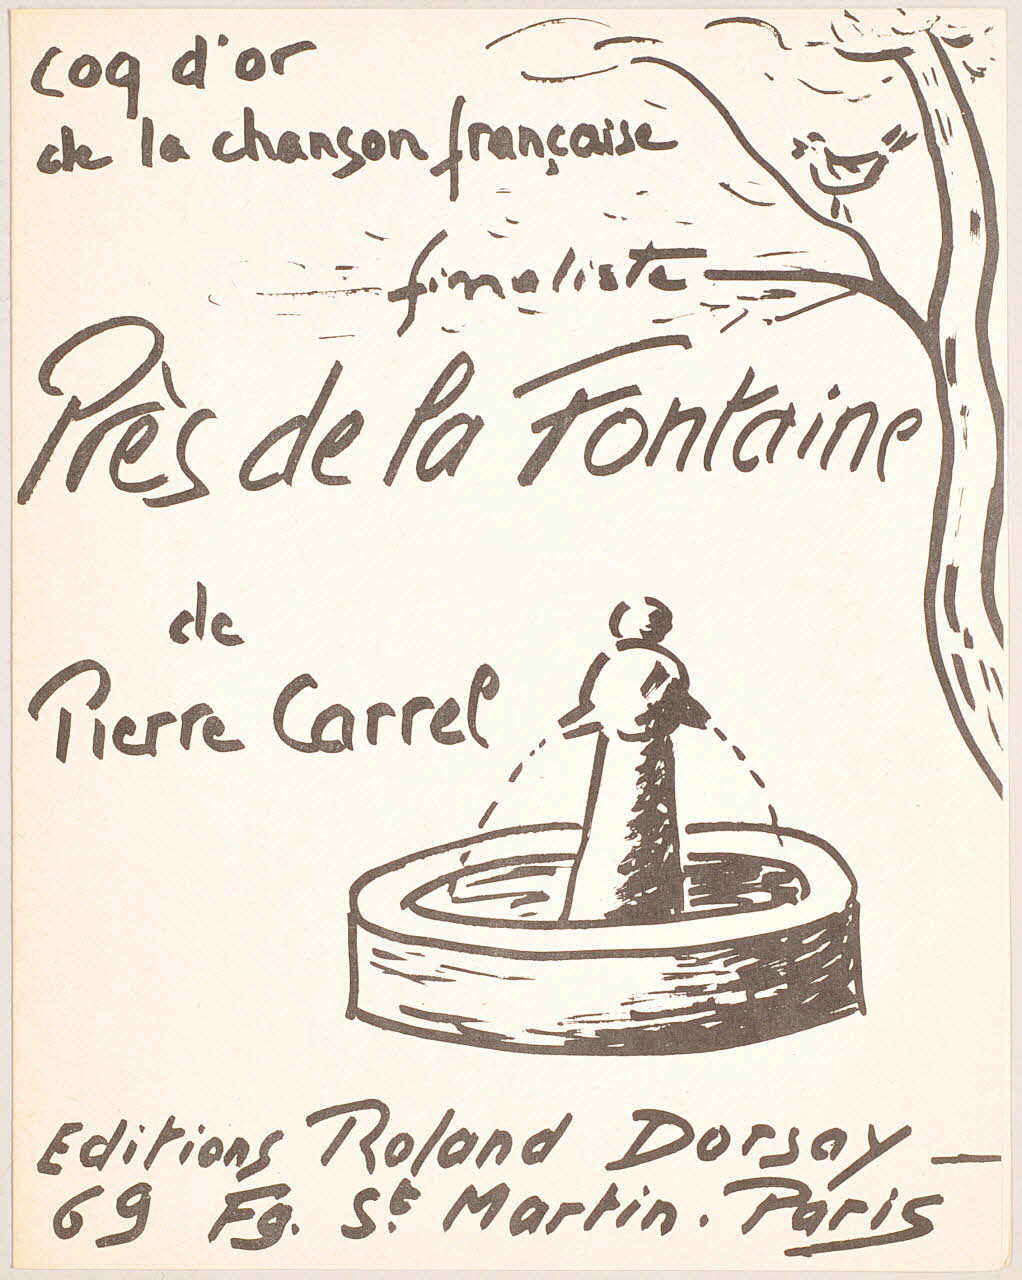 coq d'or
de la chanson française
finaliste
Près de la Fontaine
de
Pierre Carrel
Editions Roland Dorsay
69 Fg. St Martin. Paris